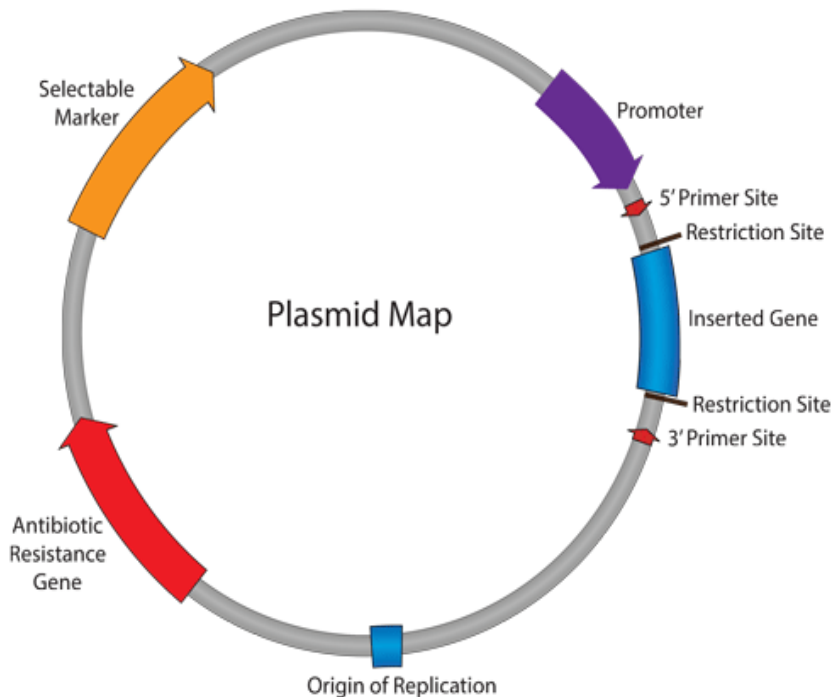 Selectable
Marker
Promoter
5' Primer Site
Restriction Site
Plasmid Map
Inserted Gene
Restriction Site
3' Primer Site
Antibiotic
Resistance
Gene
Origin of Replication